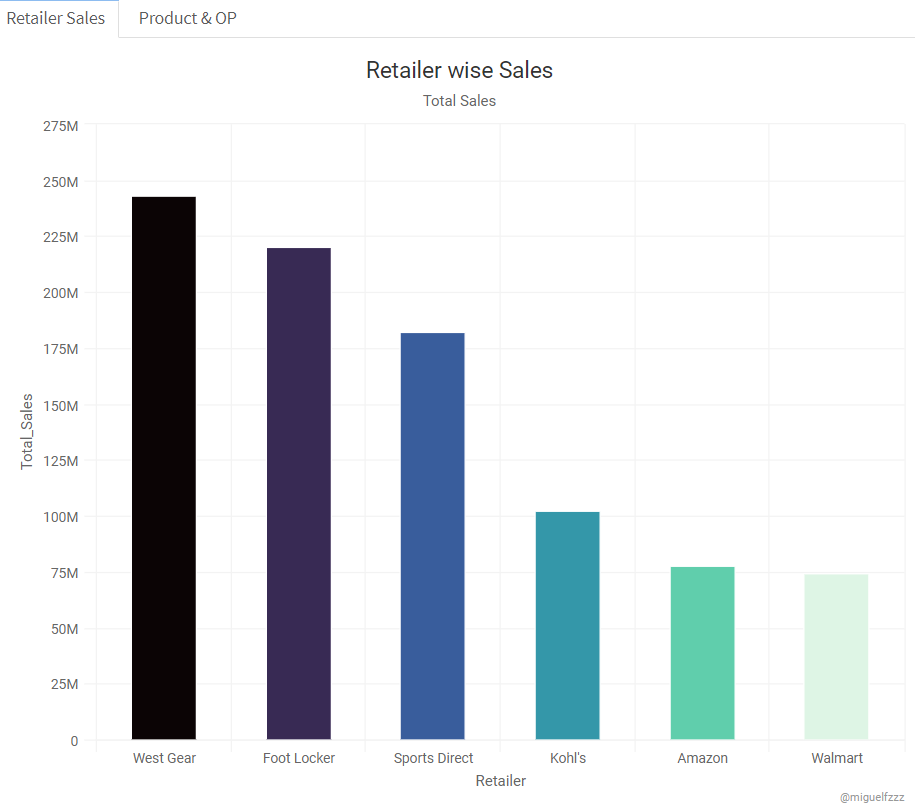 Retailer Sales
Product & OP
Retailer wise Sales
Total Sales
275M
250M
225M
200M
175M
150M
125M
100M
75M
50M
25M
0
Total_Sales
West Gear
Foot Locker
Sports Direct
Kohl's
Amazon
Walmart
Retailer
@miguelfzzz